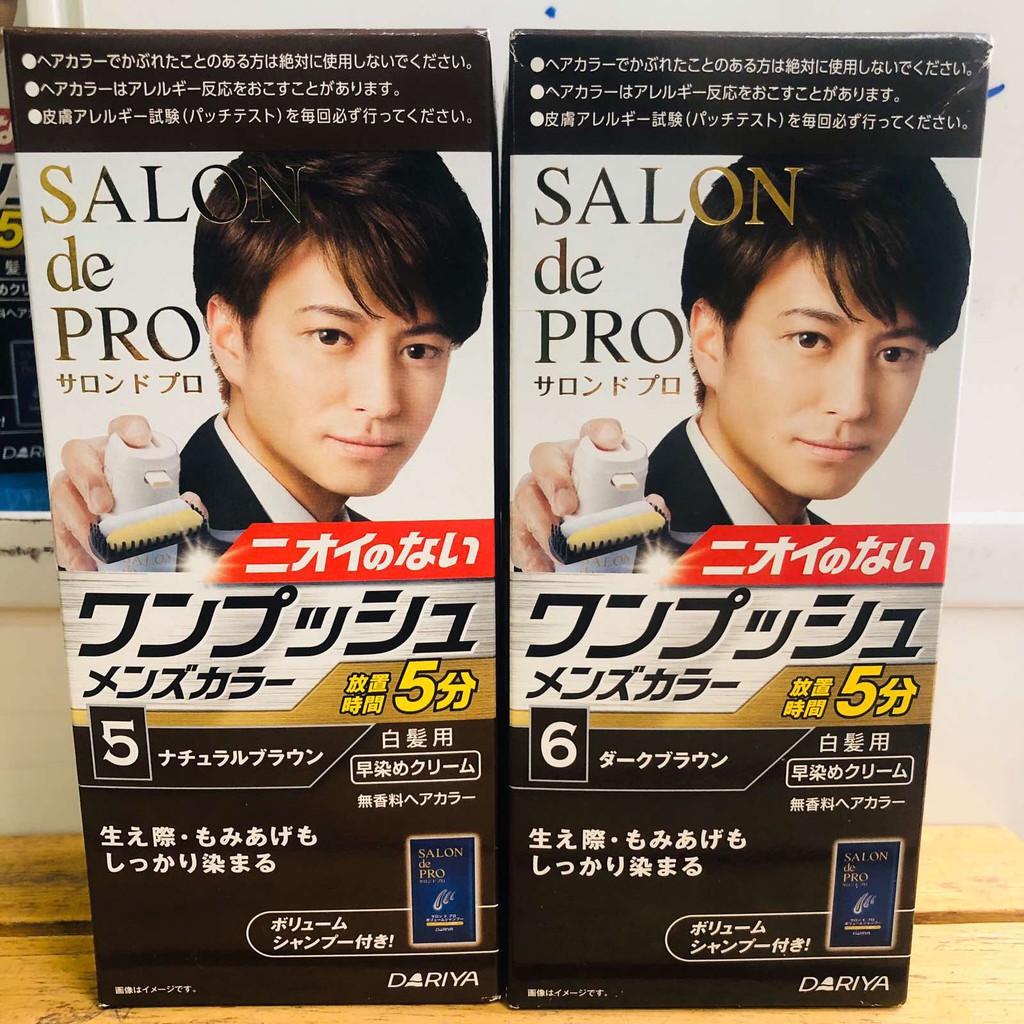 ●ヘアカラーでかぶれたことのある方は絶対に使用しないでください。
●ヘアカラーはアレルギー反応をおこすことがあります。
●皮膚アレルギー試験(パッチテスト)を毎回必ず行ってください。
SALON
de
PRO
サロンドプロ
ニオイのない
ワンプッシュ
メンズカラー
放置時間 5分
5 ナチュラルブラウン
白髪用
早染めクリーム
無香料ヘアカラー
生え際・もみあげも
しっかり染まる
SALON
de
PRO
サロンドプロ
DARIYA
ボリューム
シャンプー付き!
画像はイメージです。
DARIYA
●ヘアカラーでかぶれたことのある方は絶対に使用しないでください。
●ヘアカラーはアレルギー反応をおこすことがあります。
●皮膚アレルギー試験(パッチテスト)を毎回必ず行ってください。
SALON
de
PRO
サロンドプロ
ニオイのない
ワンプッシュ
メンズカラー
放置時間 5分
6 ダークブラウン
白髪用
早染めクリーム
無香料ヘアカラー
生え際・もみあげも
しっかり染まる
SALON
de
PRO
サロンドプロ
DARIYA
ボリューム
シャンプー付き!
画像はイメージです。
DARIYA